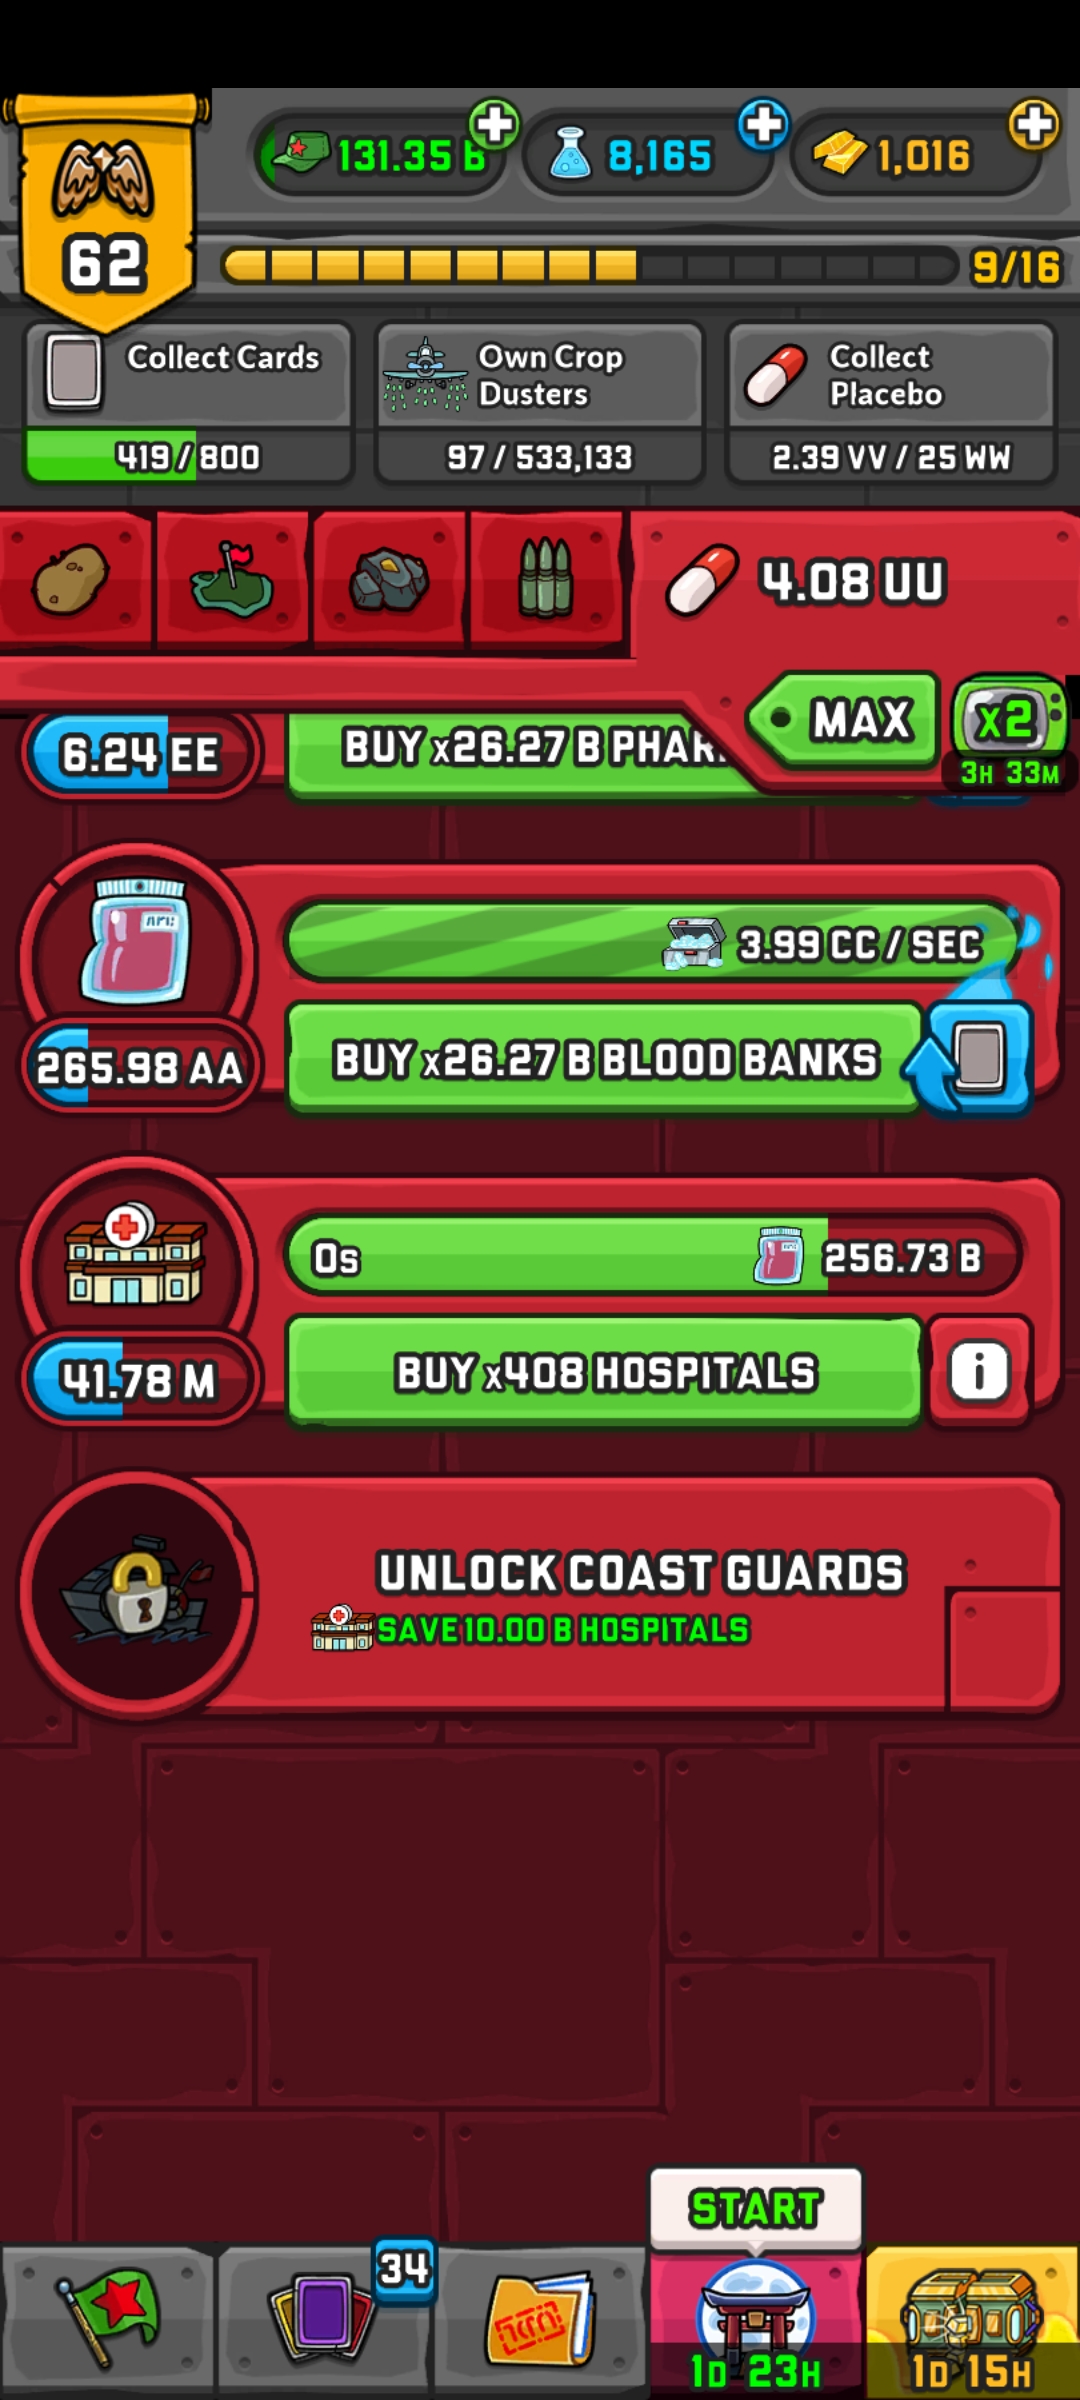 131.35 B
8,165
1,016
62
9/16
Collect Cards
419 / 800
Own Crop
Dusters
97 / 533,133
Collect
Placebo
2.39 VV / 25 WW
4.08 UU
MAX
x2
3H 33M
6.24 EE
BUY x26.27 B
3.99 CC / SEC
265.98 AA
BUY x26.27 B BLOOD BANKS
0s
256.73 B
41.78 M
BUY x408 HOSPITALS
i
UNLOCK COAST GUARDS
SAVE 10.00 B HOSPITALS
START
34
1D 23H
1D 15H